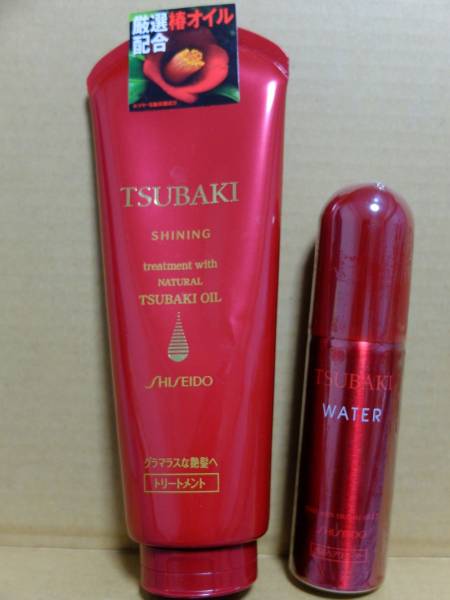 厳選椿オイル
配合
TSUBAKI
SHINING
treatment with
NATURAL
TSUBAKI OIL
SHISEIDO
グラマラスな艶髪へ
トリートメント
TSUBAKI
WATER
SHISEIDO